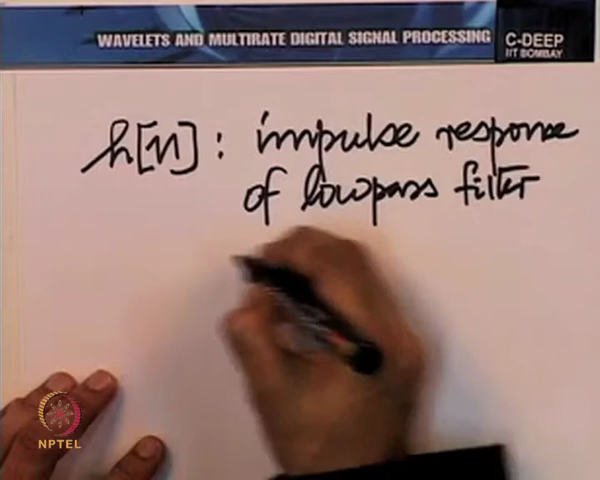 WAVELETS AND MULTIRATE DIGITAL SIGNAL PROCESSING
C-DEEP
IIT BOMBAY
h[n] : impulse response
of lowpass filter
NPTEL